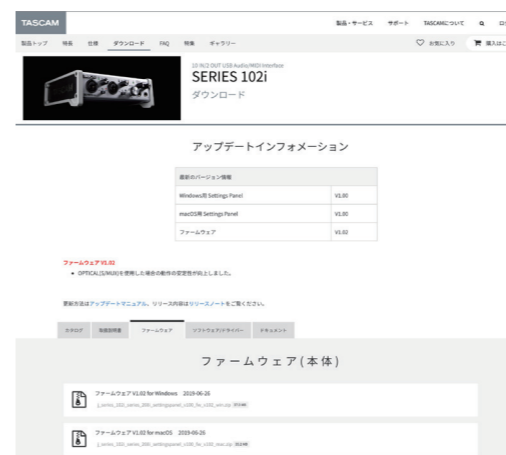 TASCAM
製品・サービス サポート TASCAMについて
製品トップ 特長 仕様 ダウンロード FAQ 特集 ギャラリー お気に入り 購入はこ
10 IN/2 OUT USB Audio/MIDI Interface
SERIES 102i
ダウンロード
アップデートインフォメーション
最新のバージョン情報
Windows用 Settings Panel
macOS用 Settings Panel
ファームウェア V1.02
ファームウェア V1.02
OPTICAL(S/MUX)を使用した場合の動作の安定性が向上しました。
更新方法はアップデートマニュアル、リリース内容はリリースノートをご覧ください。
カタログ 取扱説明書 ファームウェア ソフトウェア/ドライバー ドキュメント
ファームウェア(本体)
ファームウェア V1.02 for Windows 2019-06-26
ファームウェア V1.02 for macOS 2019-06-26